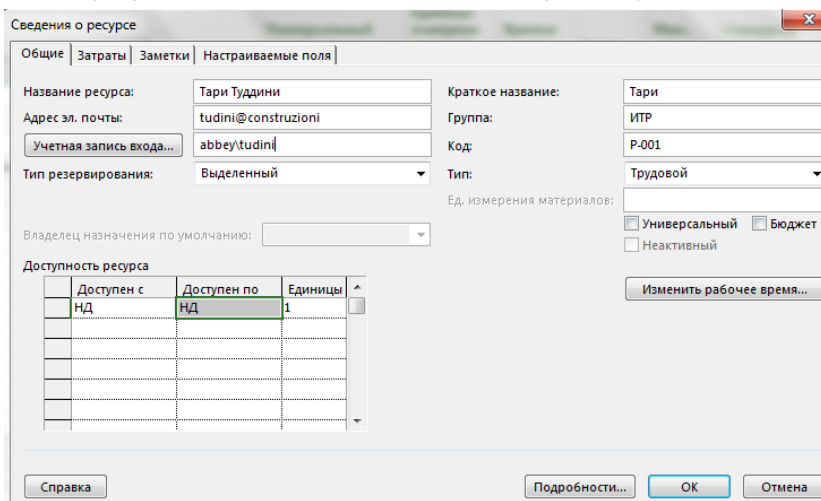 Сведения о ресурсе
Общие Затраты Заметки Настраиваемые поля
Название ресурса: Тари Туддини Краткое название: Тари
Адрес эл. почты: tudini@construzioni Группа: ИТР
Учетная запись входа... abbey\tudini Код: Р-001
Тип резервирования: Выделенный Тип: Трудовой
Ед. измерения материалов:
Владелец назначения по умолчанию: Универсальный Бюджет
Неактивный
Доступность ресурса
Доступен с Доступен по Единицы Изменить рабочее время...
НД НД 1
Справка Подробности... ОК Отмена